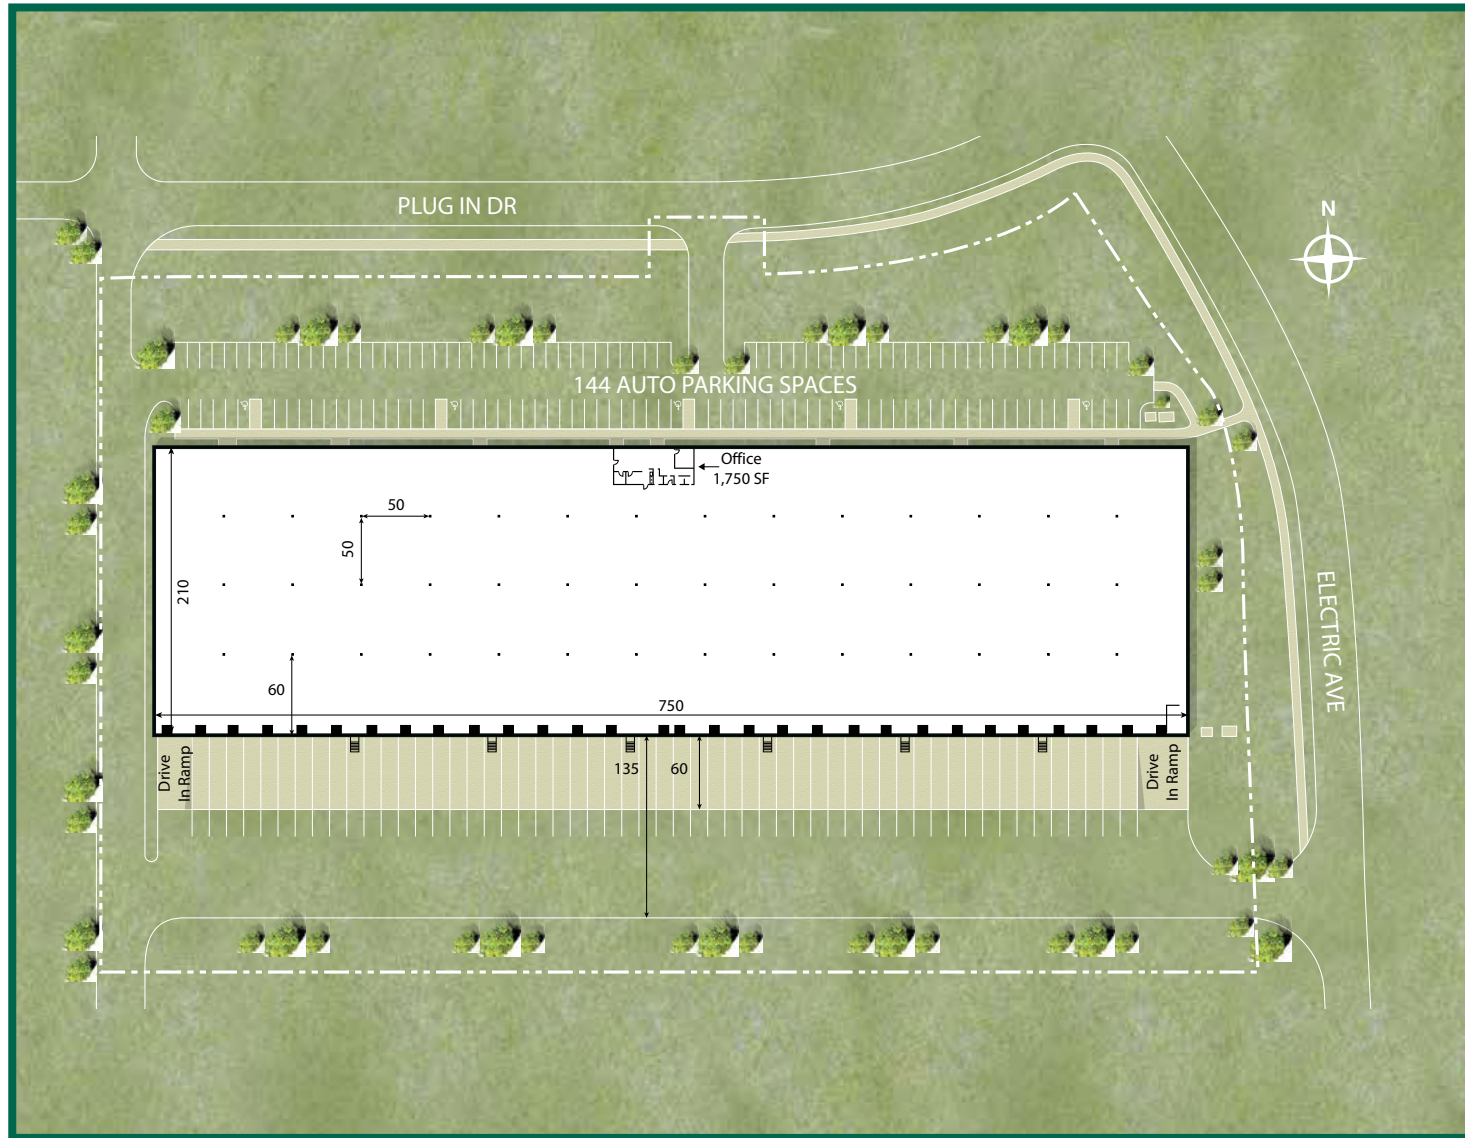 PLUG IN DR
N
144 AUTO PARKING SPACES
Office
1,750 SF
50
50
210
60
750
ELECTRIC AVE
Drive
In Ramp
135
60
Drive
In Ramp